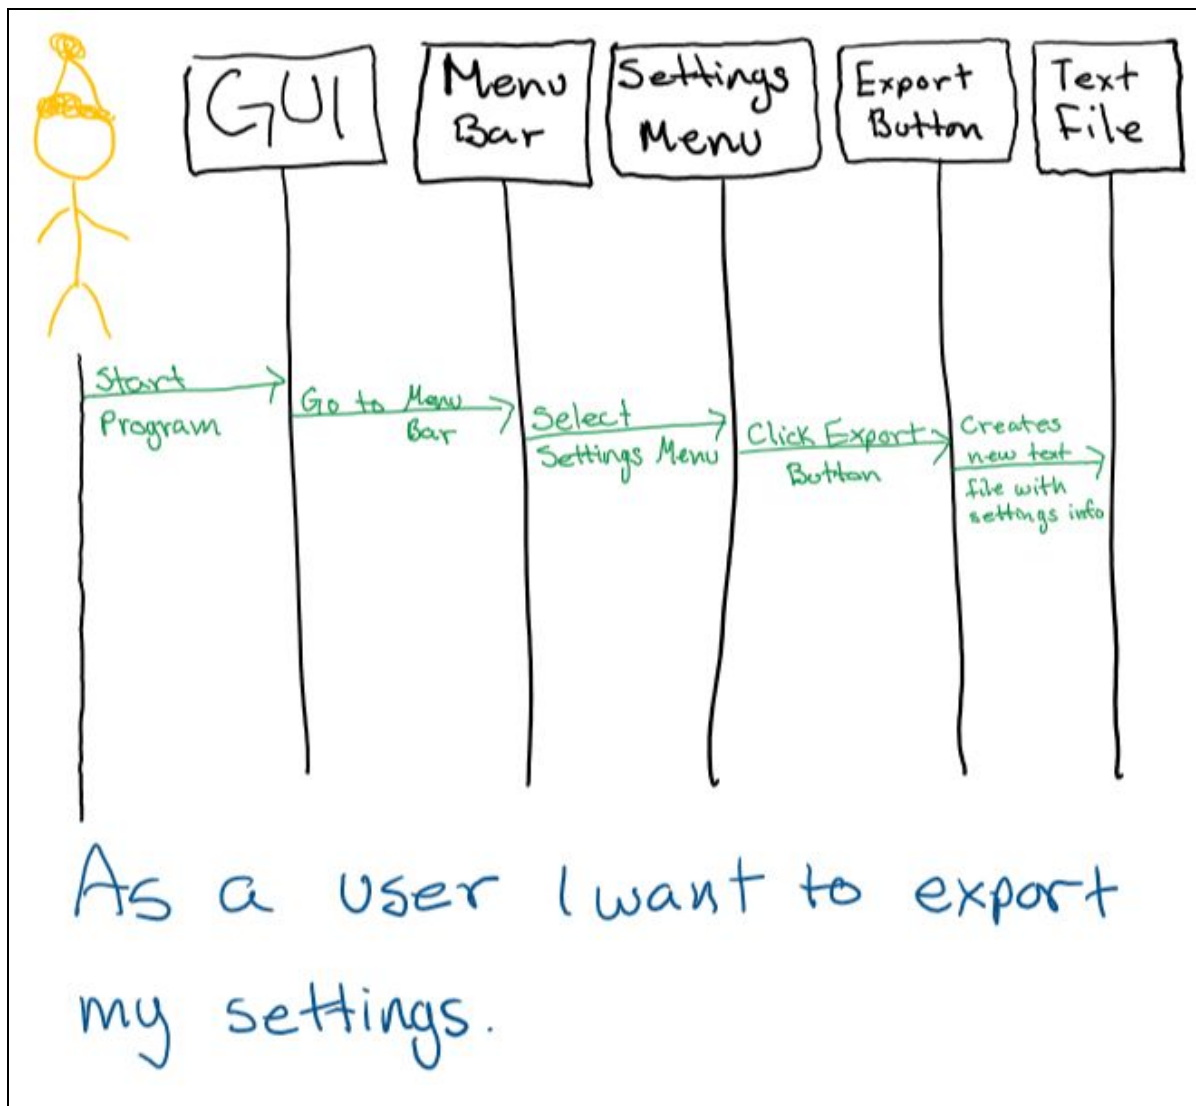 GUI
Menu
Bar
Settings
Menu
Export
Button
Text
File
Start
Program
Go to Menu
Bar
Select
Settings Menu
Click Export
Button
Creates
new text
file with
settings info
As a user I want to export
my settings.